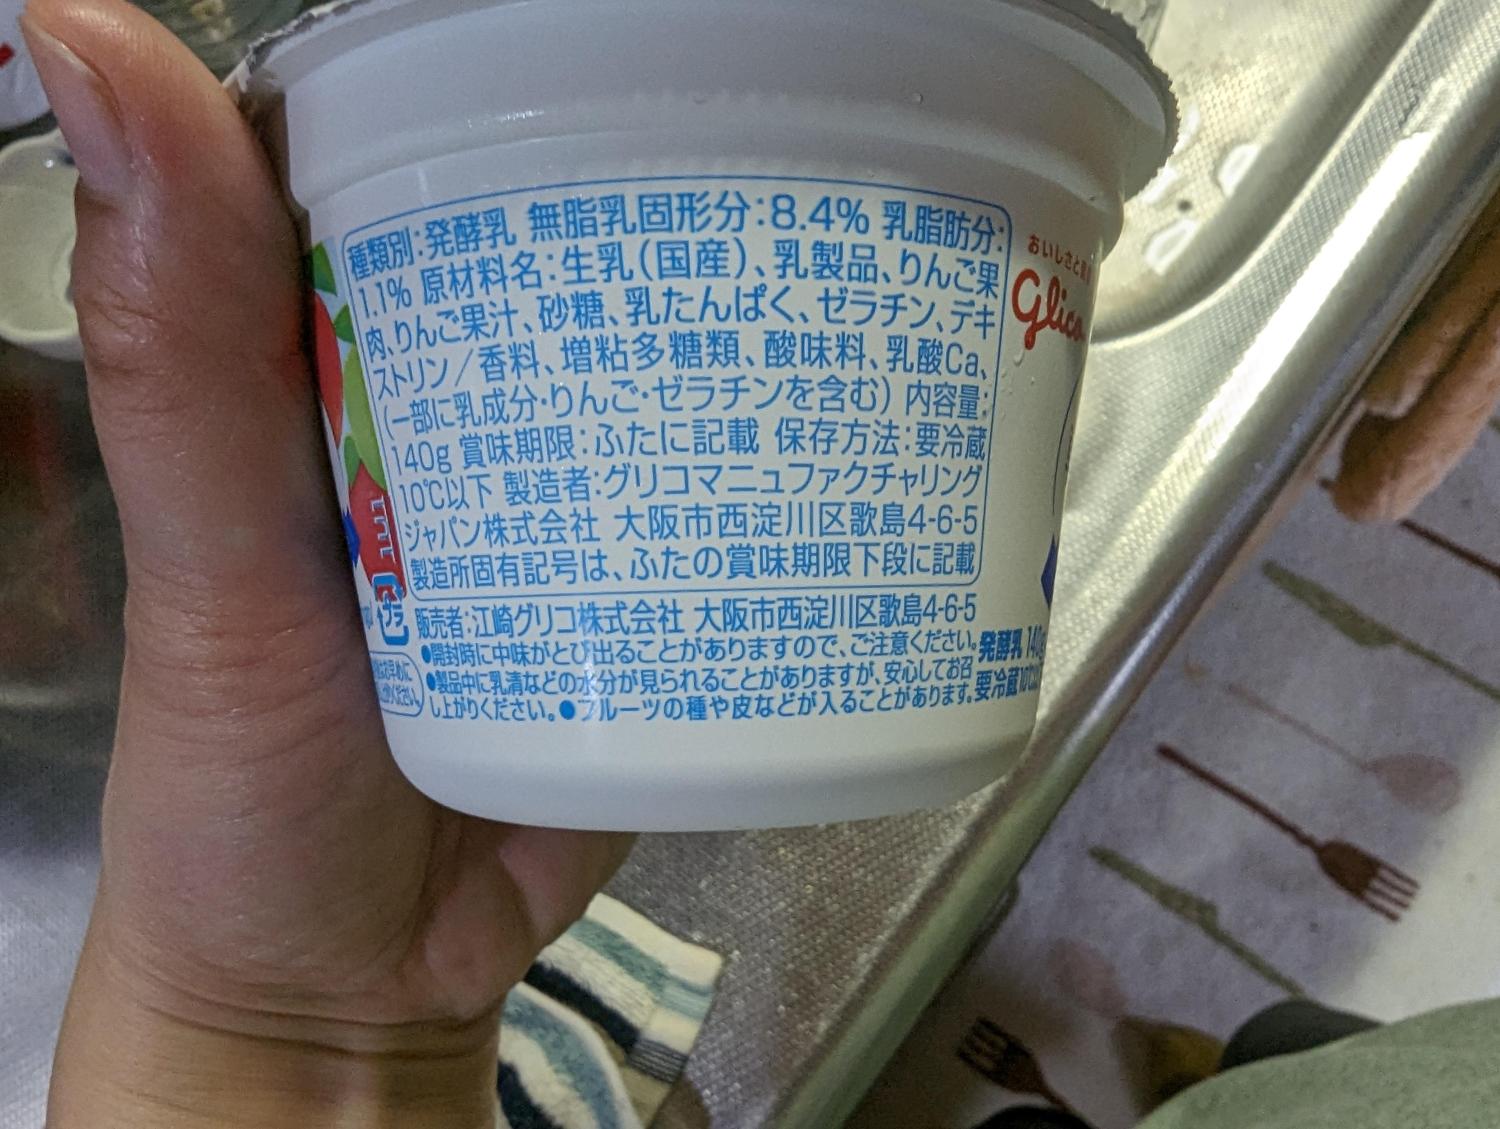 種類別:発酵乳 無脂乳固形分:8.4% 乳脂肪分:
1.1% 原材料名:生乳(国産)、乳製品、りんご果
肉、りんご果汁、砂糖、乳たんぱく、ゼラチン、デキ
ストリン/香料、増粘多糖類、酸味料、乳酸Ca、
(一部に乳成分・りんご・ゼラチンを含む) 内容量:
140g 賞味期限:ふたに記載 保存方法:要冷蔵
10℃以下 製造者:グリコマニュファクチャリング
ジャパン株式会社 大阪市西淀川区歌島4-6-5
製造所固有記号は、ふたの賞味期限下段に記載
販売者:江崎グリコ株式会社 大阪市西淀川区歌島4-6-5
●開封時に中味がとび出ることがありますので、ご注意ください。
●製品中に乳清などの水分が見られることがありますが、安心してお召
し上がりください。●フルーツの種や皮などが入ることがあります。
発酵乳 140g
要冷蔵10℃
プラ
おいしさと
Glico